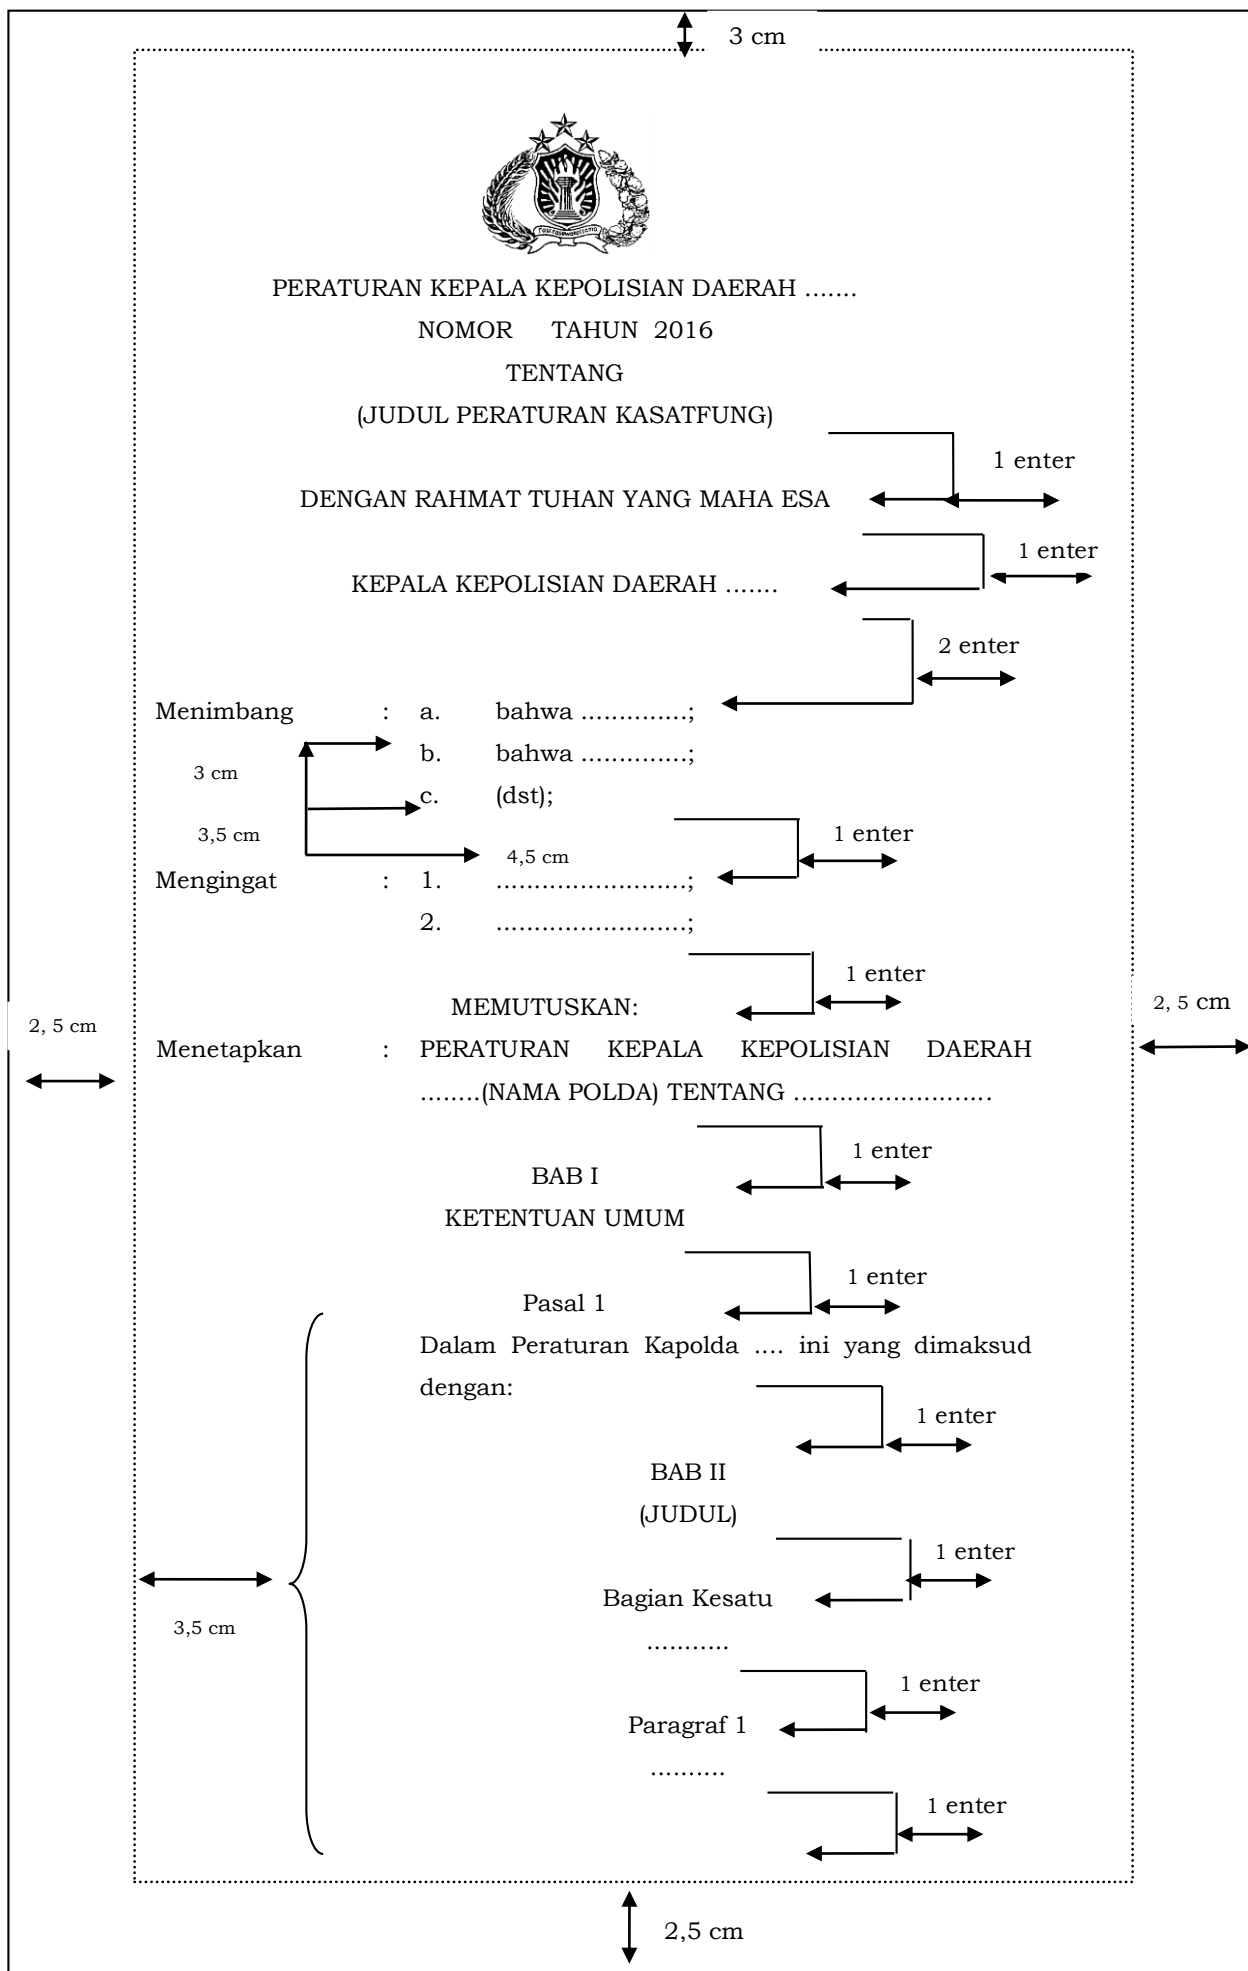 3 cm
PERATURAN KEPALA KEPOLISIAN DAERAH .......
NOMOR TAHUN 2016
TENTANG
(JUDUL PERATURAN KASATFUNG)
1 enter
DENGAN RAHMAT TUHAN YANG MAHA ESA
1 enter
KEPALA KEPOLISIAN DAERAH .......
2 enter
Menimbang : a. bahwa ..............;
b. bahwa ..............;
3 cm
c. (dst);
3,5 cm
1 enter
4,5 cm
Mengingat : 1. .........................;
2. .........................;
1 enter
MEMUTUSKAN:
2, 5 cm
2, 5 cm
Menetapkan : PERATURAN KEPALA KEPOLISIAN DAERAH
........(NAMA POLDA) TENTANG ..........................
1 enter
BAB I
KETENTUAN UMUM
1 enter
Pasal 1
Dalam Peraturan Kapolda .... ini yang dimaksud
dengan:
1 enter
BAB II
(JUDUL)
1 enter
Bagian Kesatu
3,5 cm
...........
1 enter
Paragraf 1
..........
1 enter
2,5 cm